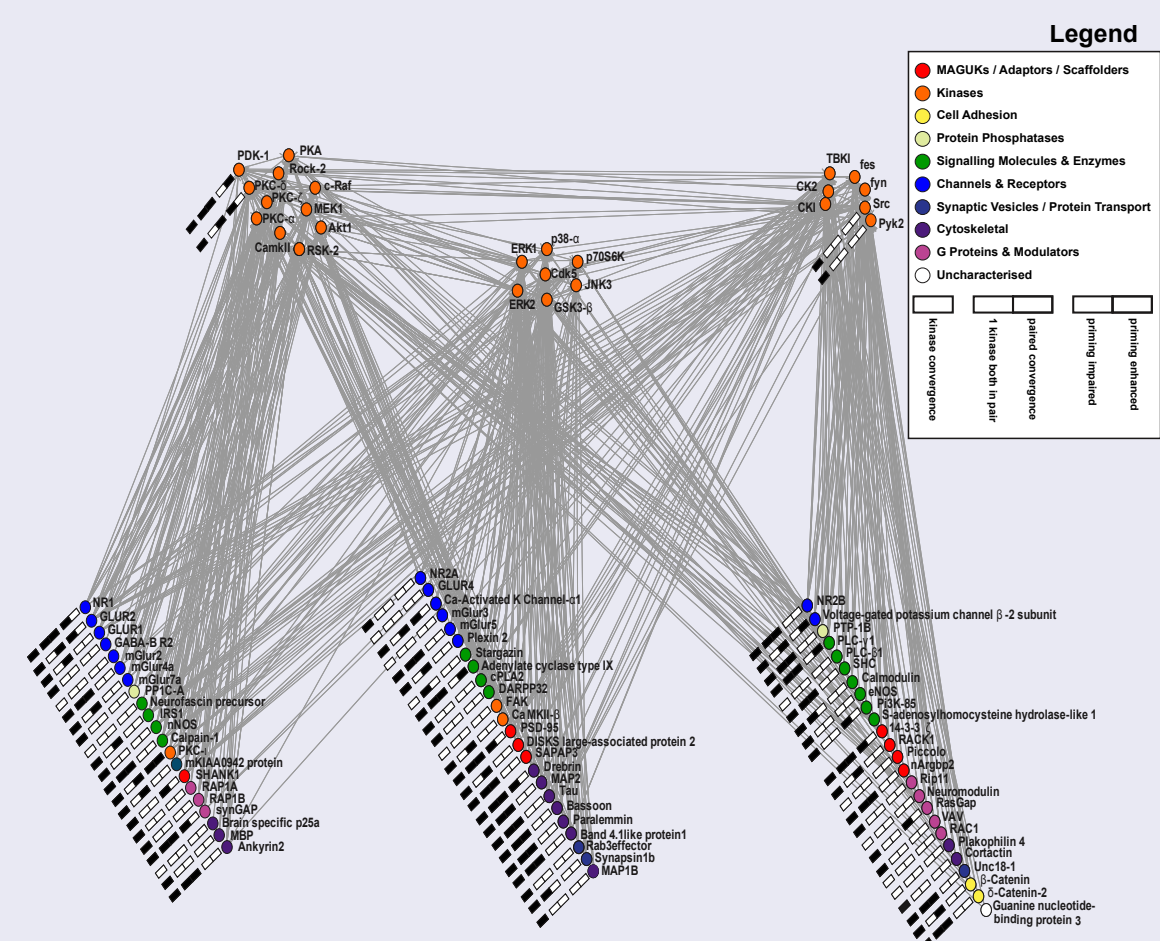 Legend
MAGUKs / Adaptors / Scaffolders
Kinases
Cell Adhesion
Protein Phosphatases
Signalling Molecules & Enzymes
Channels & Receptors
Synaptic Vesicles / Protein Transport
Cytoskeletal
G Proteins & Modulators
Uncharacterised
kinase convergence
1 kinase both in pair
paired convergence
priming impaired
priming enhanced
PDK-1
PKA
Rock-2
PKC-δ
c-Raf
PKC-ζ
MEK1
PKC-α
Akt1
CamkII
RSK-2
ERK1
p38-α
p70S6K
Cdk5
JNK3
ERK2
GSK3-β
TBKI
fes
CK2
fyn
CKI
Src
Pyk2
NR1
GLUR2
GLUR1
GABA-B R2
mGlur2
mGlur4a
mGlur7a
PP1C-A
Neurofascin precursor
IRS1
nNOS
Calpain-1
PKC-ι
mKIAA0942 protein
SHANK1
RAP1A
RAP1B
synGAP
Brain specific p25a
MBP
Ankyrin2
NR2A
GLUR4
Ca-Activated K Channel-α1
mGlur3
mGlur5
Plexin 2
Stargazin
Adenylate cyclase type IX
cPLA2
DARPP32
FAK
CaMKII-β
PSD-95
DISKS large-associated protein 2
SAPAP3
Drebrin
MAP2
Tau
Bassoon
Paralemmin
Band 4.1like protein1
Rab3effector
Synapsin1b
MAP1B
NR2B
Voltage-gated potassium channel β-2 subunit
PTP-1B
PLC-γ1
PLC-β1
SHC
Calmodulin
eNOS
Pi3K-85
S-adenosylhomocysteine hydrolase-like 1
14-3-3 ζ
RACK1
Piccolo
nArgbp2
Rip11
Neuromodulin
RasGap
VAV
RAC1
Plakophilin 4
Cortactin
Unc18-1
β-Catenin
δ-Catenin-2
Guanine nucleotide-
binding protein 3